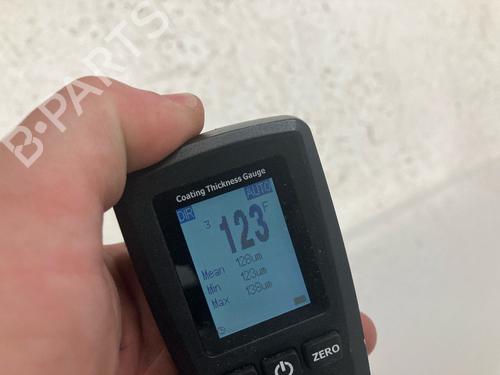 B-PARTS
Coating Thickness Gauge
DIR AUTO
3 123 F
Mean 128um
Min 123um
Max 138um
ZERO